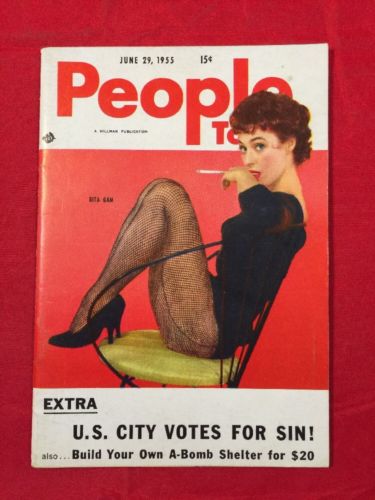 JUNE 29, 1955 15¢
People
To
A HILLMAN PUBLICATION
RITA GAM
EXTRA
U.S. CITY VOTES FOR SIN!
also... Build Your Own A-Bomb Shelter for $20